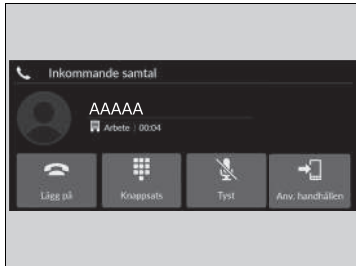 Inkommande samtal
AAAAA
Arbete | 00:04
Lägg på
Knappsats
Tyst
Anv. handhållen